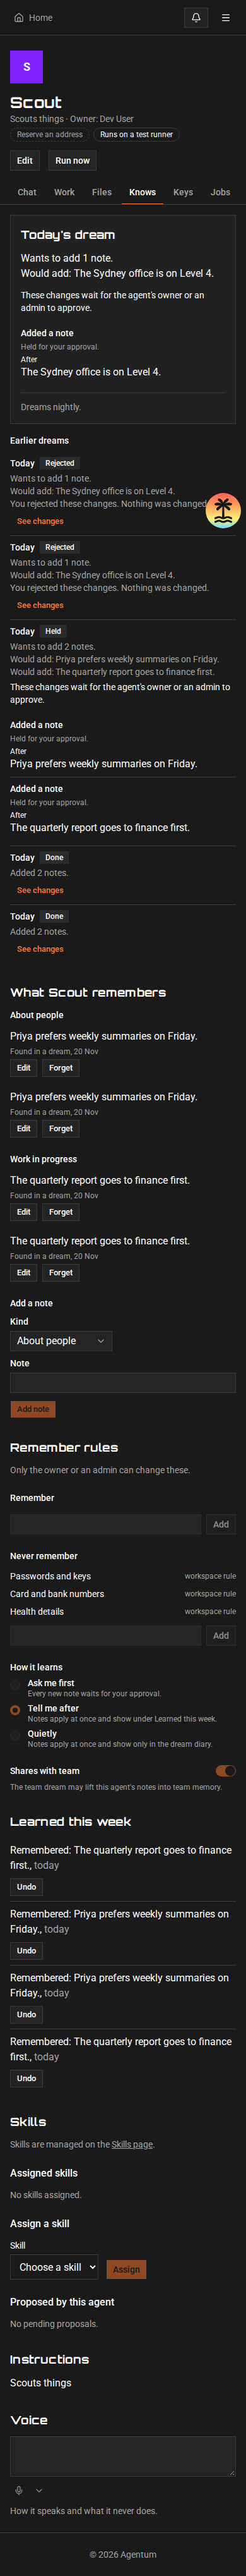 Home
S
Scout
Scouts things · Owner: Dev User
Reserve an address
Runs on a test runner
Edit
Run now
Chat
Work
Files
Knows
Keys
Jobs
Today's dream
Wants to add 1 note.
Would add: The Sydney office is on Level 4.
These changes wait for the agent's owner or an
admin to approve.
Added a note
Held for your approval.
After
The Sydney office is on Level 4.
Dreams nightly.
Earlier dreams
Today Rejected
Wants to add 1 note.
Would add: The Sydney office is on Level 4.
You rejected these changes. Nothing was changed.
See changes
Today Rejected
Wants to add 1 note.
Would add: The Sydney office is on Level 4.
You rejected these changes. Nothing was changed.
See changes
Today Held
Wants to add 2 notes.
Would add: Priya prefers weekly summaries on Friday.
Would add: The quarterly report goes to finance first.
These changes wait for the agent's owner or an admin to
approve.
Added a note
Held for your approval.
After
Priya prefers weekly summaries on Friday.
Added a note
Held for your approval.
After
The quarterly report goes to finance first.
Today Done
Added 2 notes.
See changes
Today Done
Added 2 notes.
See changes
What Scout remembers
About people
Priya prefers weekly summaries on Friday.
Found in a dream, 20 Nov
Edit
Forget
Priya prefers weekly summaries on Friday.
Found in a dream, 20 Nov
Edit
Forget
Work in progress
The quarterly report goes to finance first.
Found in a dream, 20 Nov
Edit
Forget
The quarterly report goes to finance first.
Found in a dream, 20 Nov
Edit
Forget
Add a note
Kind
About people
Note
Add note
Remember rules
Only the owner or an admin can change these.
Remember
Add
Never remember
Passwords and keys workspace rule
Card and bank numbers workspace rule
Health details workspace rule
Add
How it learns
Ask me first
Every new note waits for your approval.
Tell me after
Notes apply at once and show under Learned this week.
Quietly
Notes apply at once and show only in the dream diary.
Shares with team
The team dream may lift this agent's notes into team memory.
Learned this week
Remembered: The quarterly report goes to finance
first., today
Undo
Remembered: Priya prefers weekly summaries on
Friday., today
Undo
Remembered: Priya prefers weekly summaries on
Friday., today
Undo
Remembered: The quarterly report goes to finance
first., today
Undo
Skills
Skills are managed on the Skills page.
Assigned skills
No skills assigned.
Assign a skill
Skill
Choose a skill
Assign
Proposed by this agent
No pending proposals.
Instructions
Scouts things
Voice
How it speaks and what it never does.
© 2026 Agentum